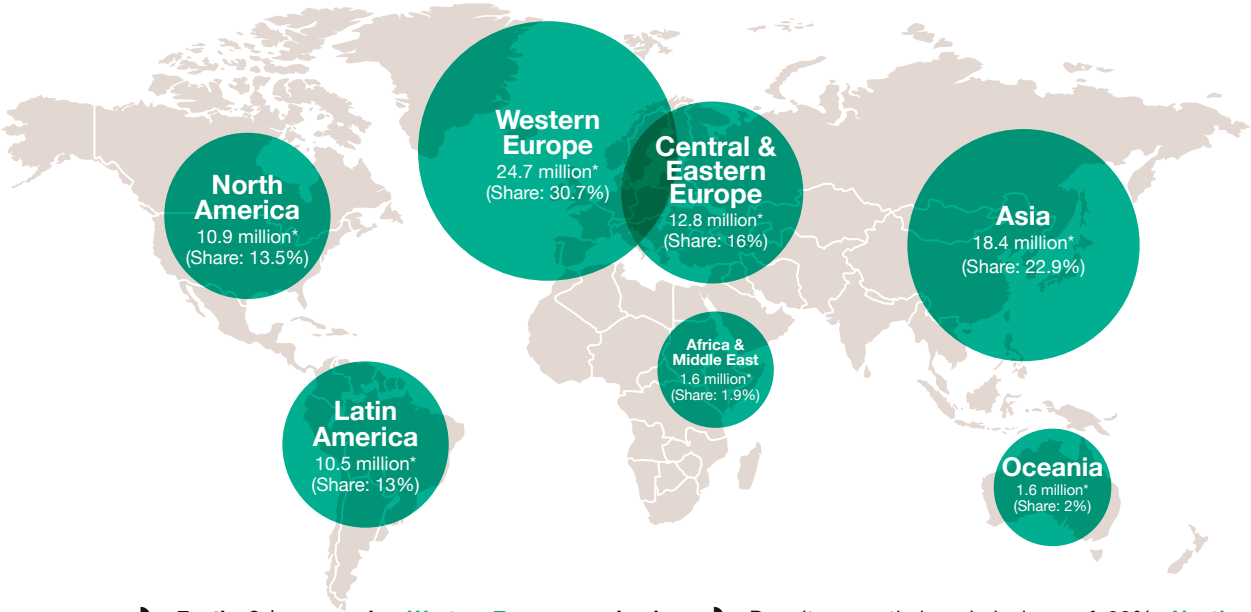 Western
Europe
24.7 million*
(Share: 30.7%)
Central &
Eastern
Europe
12.8 million*
(Share: 16%)
North
America
10.9 million*
(Share: 13.5%)
Asia
18.4 million*
(Share: 22.9%)
Africa &
Middle East
1.6 million*
(Share: 1.9%)
Latin
America
10.5 million*
(Share: 13%)
Oceania
1.6 million*
(Share: 2%)